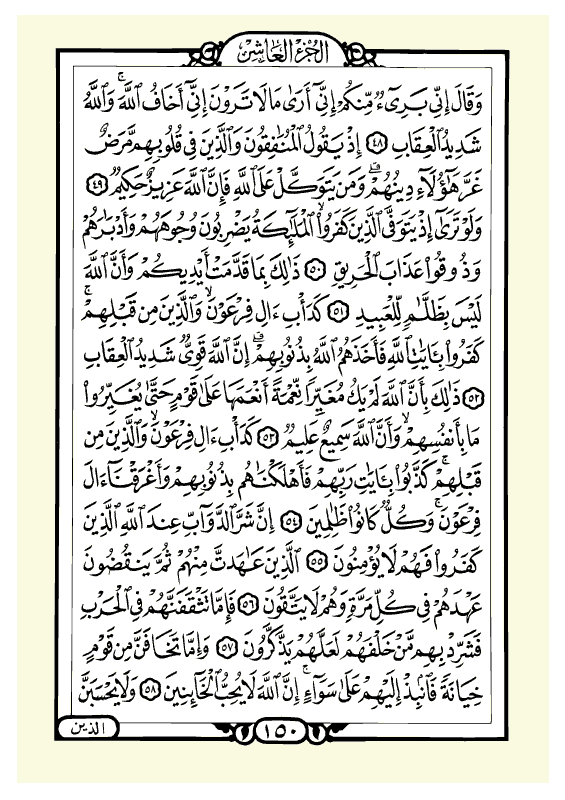 الجُزءُ العَاشِرُ
وَقَالَ إِنِّى بَرِىٓءٌ مِّنكُمْ إِنِّىٓ أَرَىٰ مَا لَا تَرَوْنَ إِنِّىٓ أَخَافُ ٱللَّهَ ۚ وَٱللَّهُ
شَدِيدُ ٱلْعِقَابِ ٤٨ إِذْ يَقُولُ ٱلْمُنَٰفِقُونَ وَٱلَّذِينَ فِى قُلُوبِهِم مَّرَضٌ
غَرَّ هَٰٓؤُلَآءِ دِينُهُمْ ۗ وَمَن يَتَوَكَّلْ عَلَى ٱللَّهِ فَإِنَّ ٱللَّهَ عَزِيزٌ حَكِيمٌ ٤٩
وَلَوْ تَرَىٰٓ إِذْ يَتَوَفَّى ٱلَّذِينَ كَفَرُوا۟ ۙ ٱلْمَلَٰٓئِكَةُ يَضْرِبُونَ وُجُوهَهُمْ وَأَدْبَٰرَهُمْ
وَذُوقُوا۟ عَذَابَ ٱلْحَرِيقِ ٥٠ ذَٰلِكَ بِمَا قَدَّمَتْ أَيْدِيكُمْ وَأَنَّ ٱللَّهَ
لَيْسَ بِظَلَّٰمٍ لِّلْعَبِيدِ ٥١ كَدَأْبِ ءَالِ فِرْعَوْنَ ۙ وَٱلَّذِينَ مِن قَبْلِهِمْ ۚ
كَفَرُوا۟ بِـَٔايَٰتِ ٱللَّهِ فَأَخَذَهُمُ ٱللَّهُ بِذُنُوبِهِمْ ۗ إِنَّ ٱللَّهَ قَوِىٌّ شَدِيدُ ٱلْعِقَابِ
٥٢ ذَٰلِكَ بِأَنَّ ٱللَّهَ لَمْ يَكُ مُغَيِّرًا نِّعْمَةً أَنْعَمَهَا عَلَىٰ قَوْمٍ حَتَّىٰ يُغَيِّرُوا۟
مَا بِأَنفُسِهِمْ ۙ وَأَنَّ ٱللَّهَ سَمِيعٌ عَلِيمٌ ٥٣ كَدَأْبِ ءَالِ فِرْعَوْنَ ۙ وَٱلَّذِينَ مِن
قَبْلِهِمْ ۚ كَذَّبُوا۟ بِـَٔايَٰتِ رَبِّهِمْ فَأَهْلَكْنَٰهُم بِذُنُوبِهِمْ وَأَغْرَقْنَآ ءَالَ
فِرْعَوْنَ ۚ وَكُلٌّ كَانُوا۟ ظَٰلِمِينَ ٥٤ إِنَّ شَرَّ ٱلدَّوَآبِّ عِندَ ٱللَّهِ ٱلَّذِينَ
كَفَرُوا۟ فَهُمْ لَا يُؤْمِنُونَ ٥٥ ٱلَّذِينَ عَٰهَدتَّ مِنْهُمْ ثُمَّ يَنقُضُونَ
عَهْدَهُمْ فِى كُلِّ مَرَّةٍ وَهُمْ لَا يَتَّقُونَ ٥٦ فَإِمَّا تَثْقَفَنَّهُمْ فِى ٱلْحَرْبِ
فَشَرِّدْ بِهِم مَّنْ خَلْفَهُمْ لَعَلَّهُمْ يَذَّكَّرُونَ ٥٧ وَإِمَّا تَخَافَنَّ مِن قَوْمٍ
خِيَانَةً فَٱنۢبِذْ إِلَيْهِمْ عَلَىٰ سَوَآءٍ ۚ إِنَّ ٱللَّهَ لَا يُحِبُّ ٱلْخَآئِنِينَ ٥٨ وَلَا يَحْسَبَنَّ
١٥٠
الذين